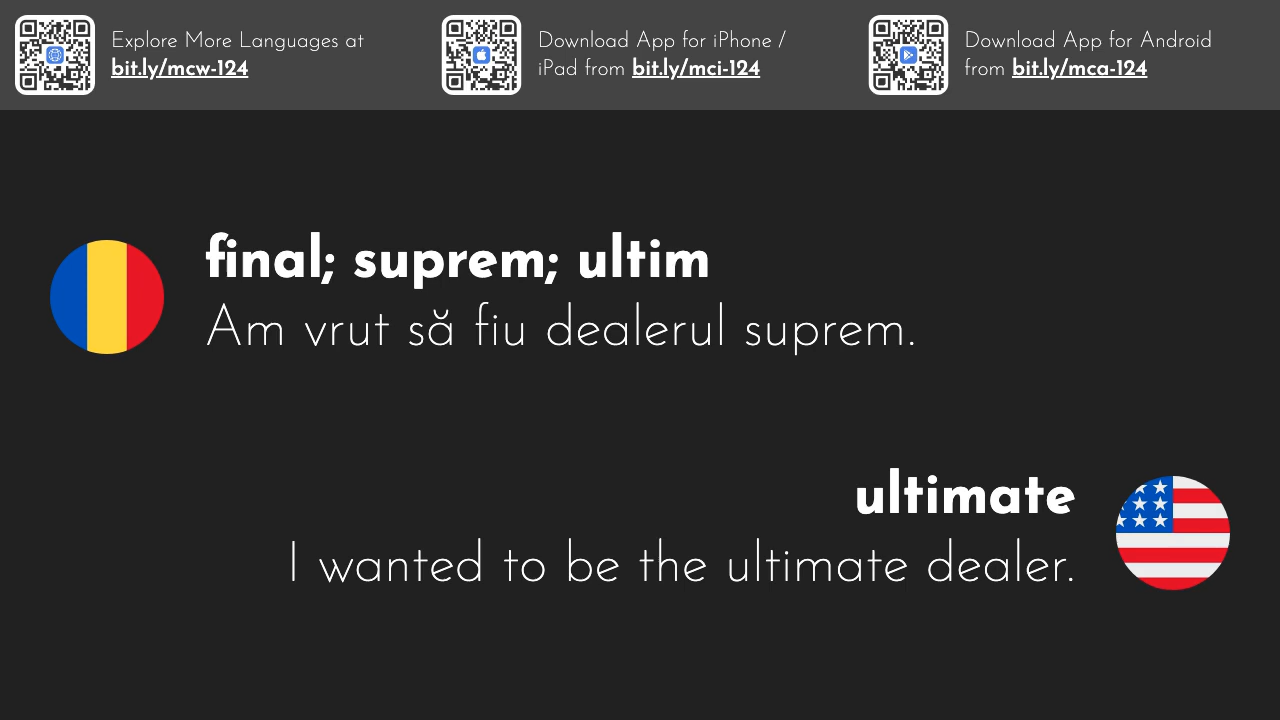 Explore More Languages at
bit.ly/mcw-124
Download App for iPhone /
iPad from bit.ly/mci-124
Download App for Android
from bit.ly/mca-124
final; suprem; ultim
Am vrut să fiu dealerul suprem.
ultimate
I wanted to be the ultimate dealer.